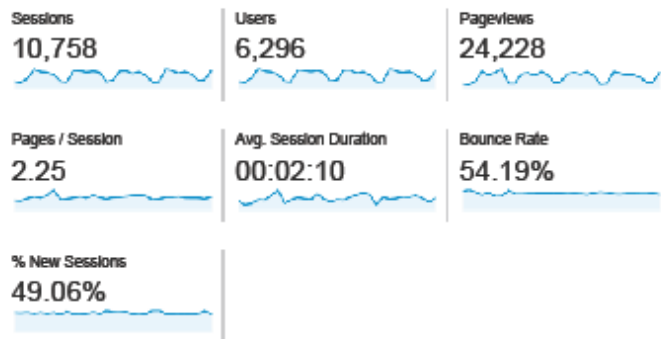 Sessions
10,758
Users
6,296
Pageviews
24,228
Pages / Session
2.25
Avg. Session Duration
00:02:10
Bounce Rate
54.19%
% New Sessions
49.06%